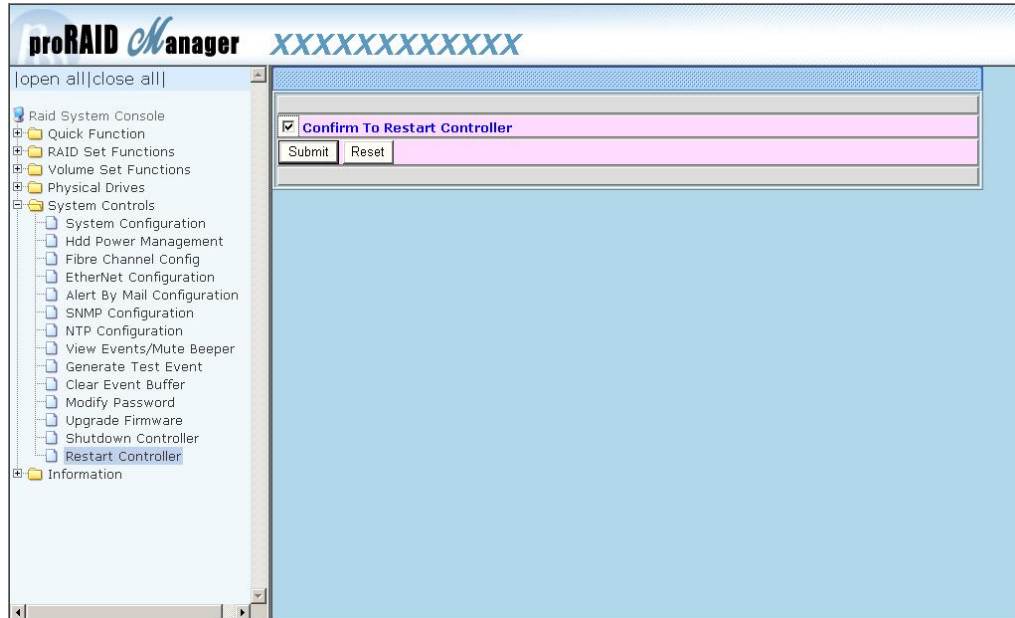 proRAID Manager XXXXXXXXXXXX
|open all|close all|
Raid System Console
Quick Function
RAID Set Functions
Volume Set Functions
Physical Drives
System Controls
System Configuration
Hdd Power Management
Fibre Channel Config
EtherNet Configuration
Alert By Mail Configuration
SNMP Configuration
NTP Configuration
View Events/Mute Beeper
Generate Test Event
Clear Event Buffer
Modify Password
Upgrade Firmware
Shutdown Controller
Restart Controller
Information
Confirm To Restart Controller
Submit Reset